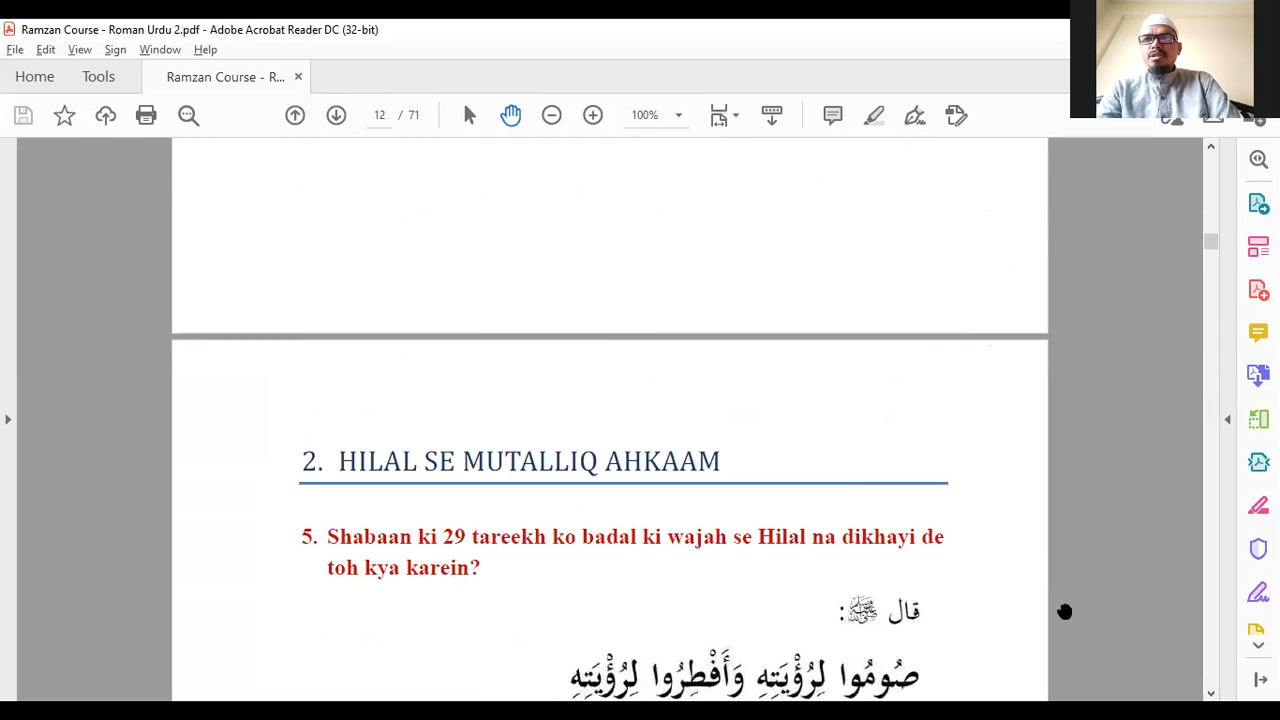 Ramzan Course - Roman Urdu 2.pdf - Adobe Acrobat Reader DC (32-bit)
File Edit View Sign Window Help
Home Tools Ramzan Course - R... ×
12 / 71 100%
2. HILAL SE MUTALLIQ AHKAAM
5. Shabaan ki 29 tareekh ko badal ki wajah se Hilal na dikhayi de
toh kya karein?
قال ﷺ:
صُومُوا لِرُؤْيَتِهِ وَأَفْطِرُوا لِرُؤْيَتِهِ